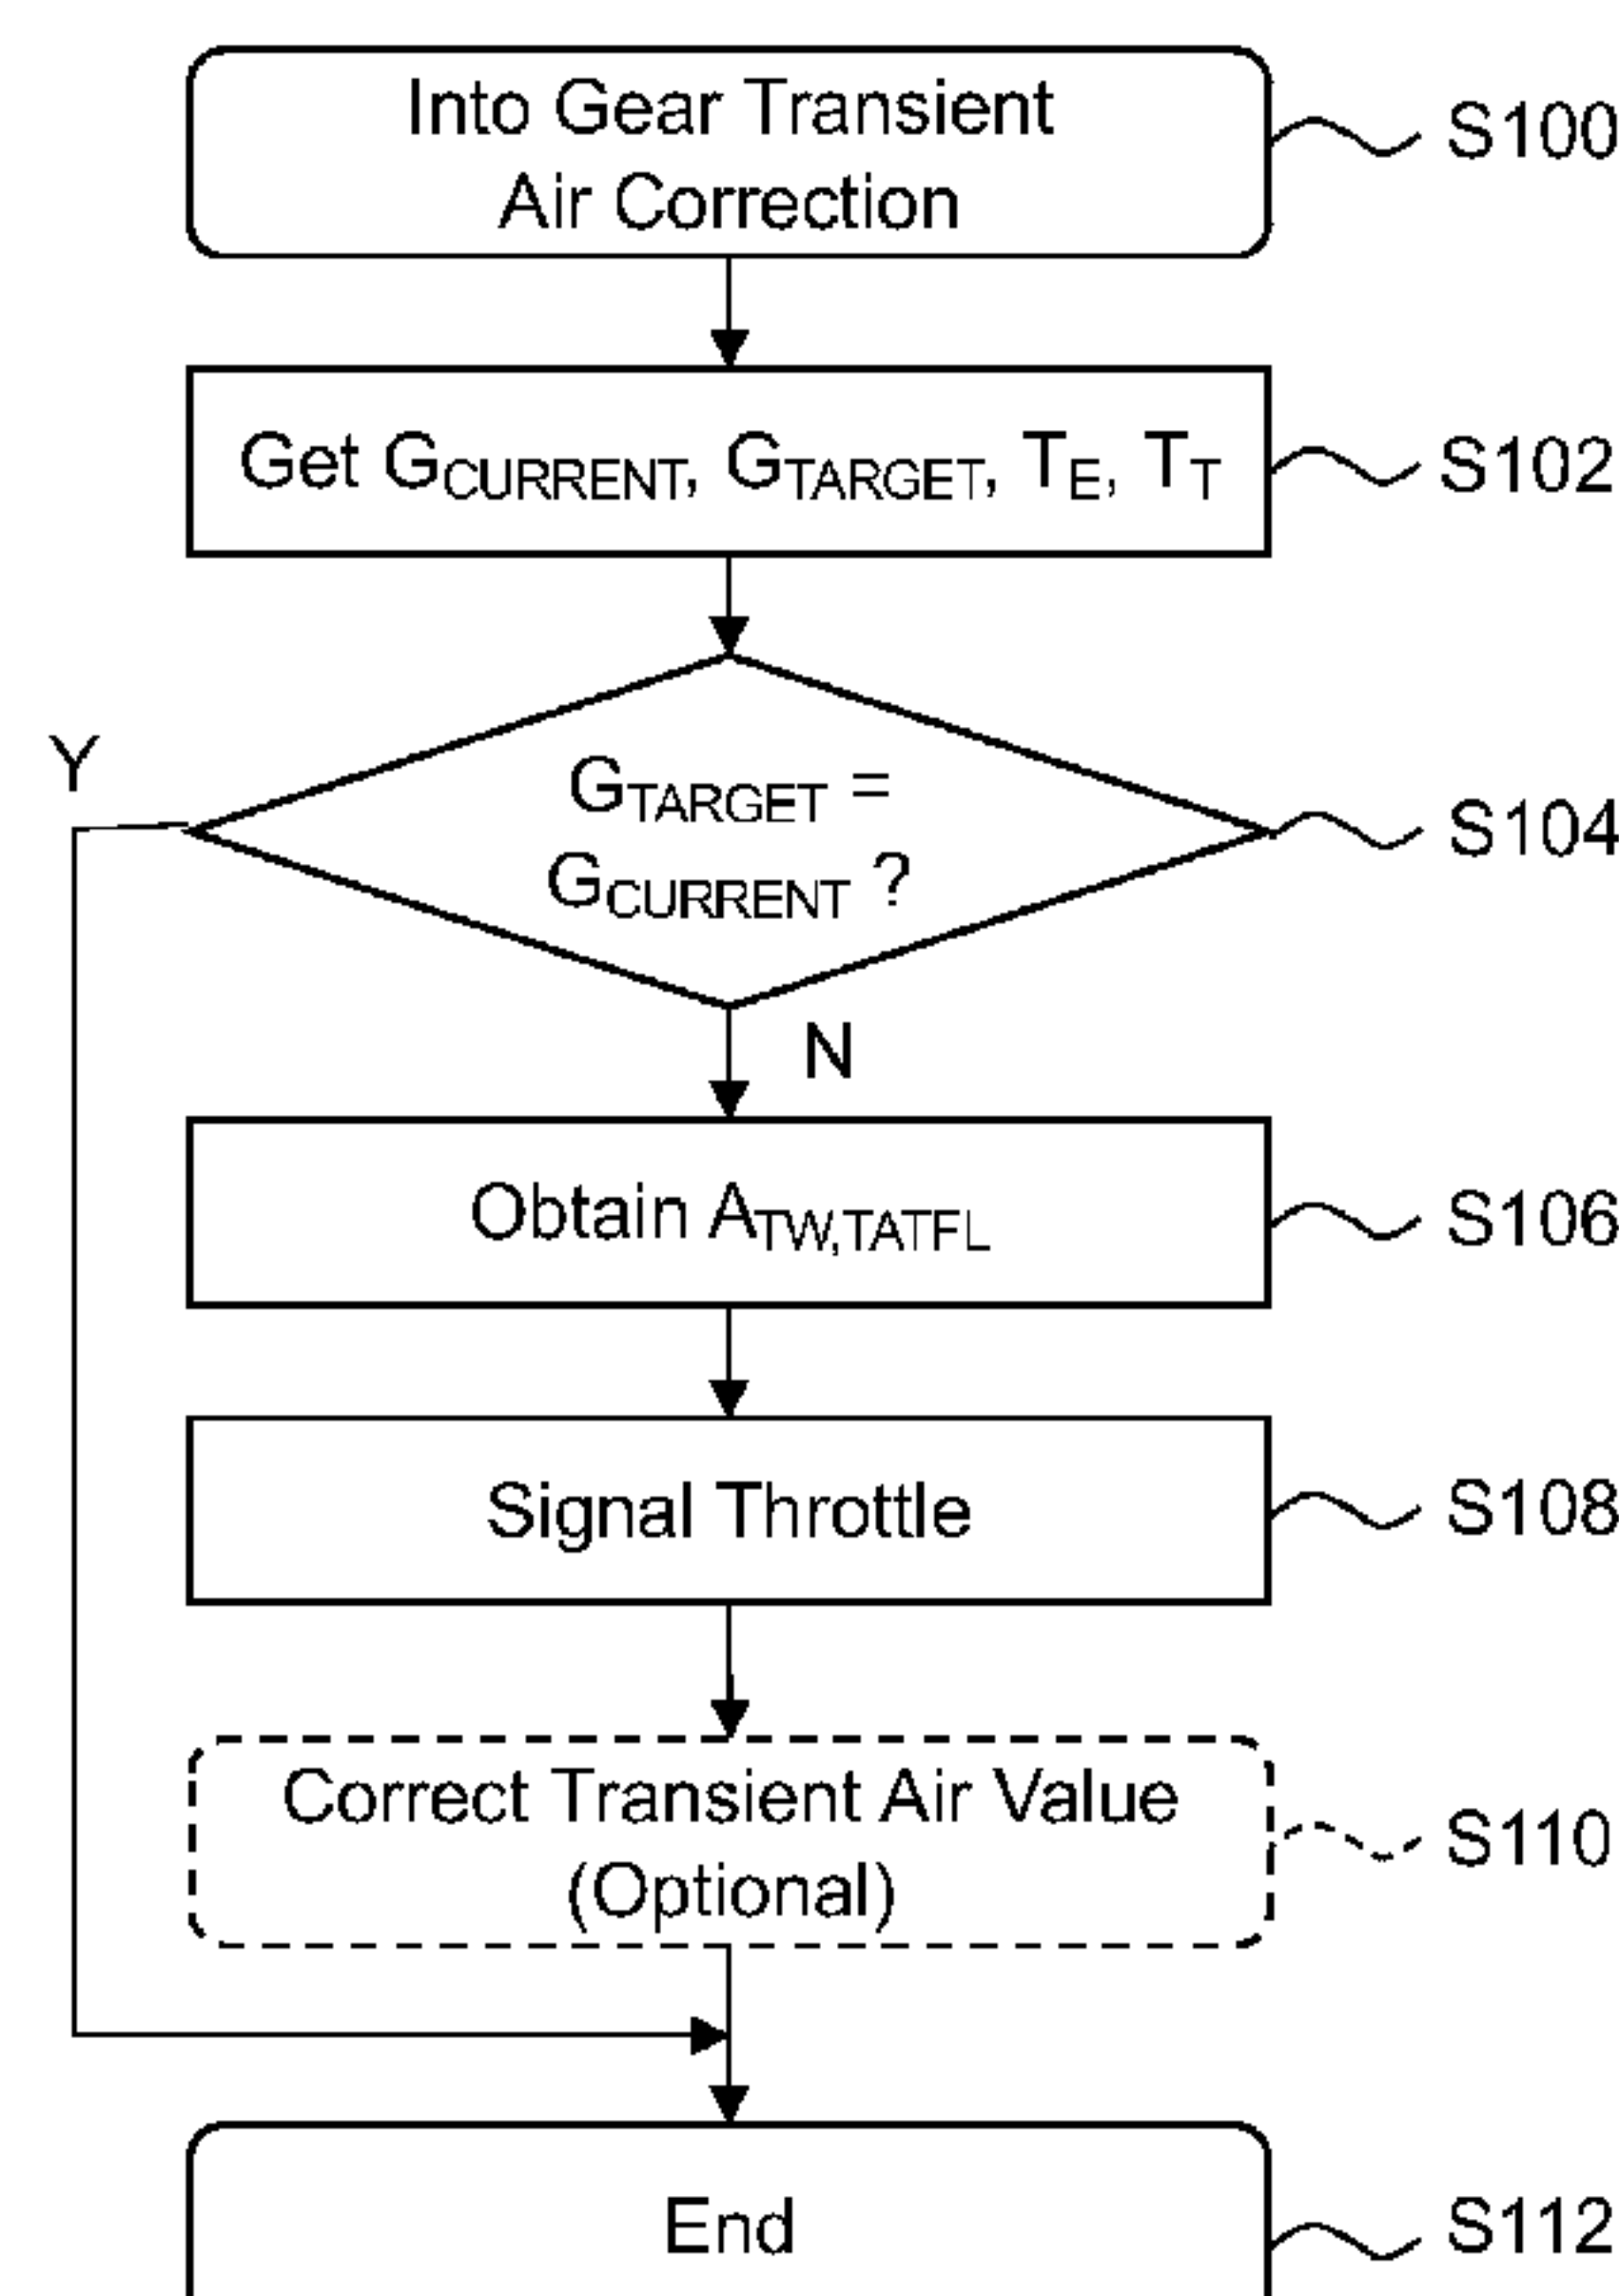 Into Gear Transient
Air Correction
S100
Get GCURRENT, GTARGET, TE, TT
S102
Y
GTARGET =
GCURRENT ?
S104
N
Obtain ATW,TATFL
S106
Signal Throttle
S108
Correct Transient Air Value
(Optional)
S110
End
S112